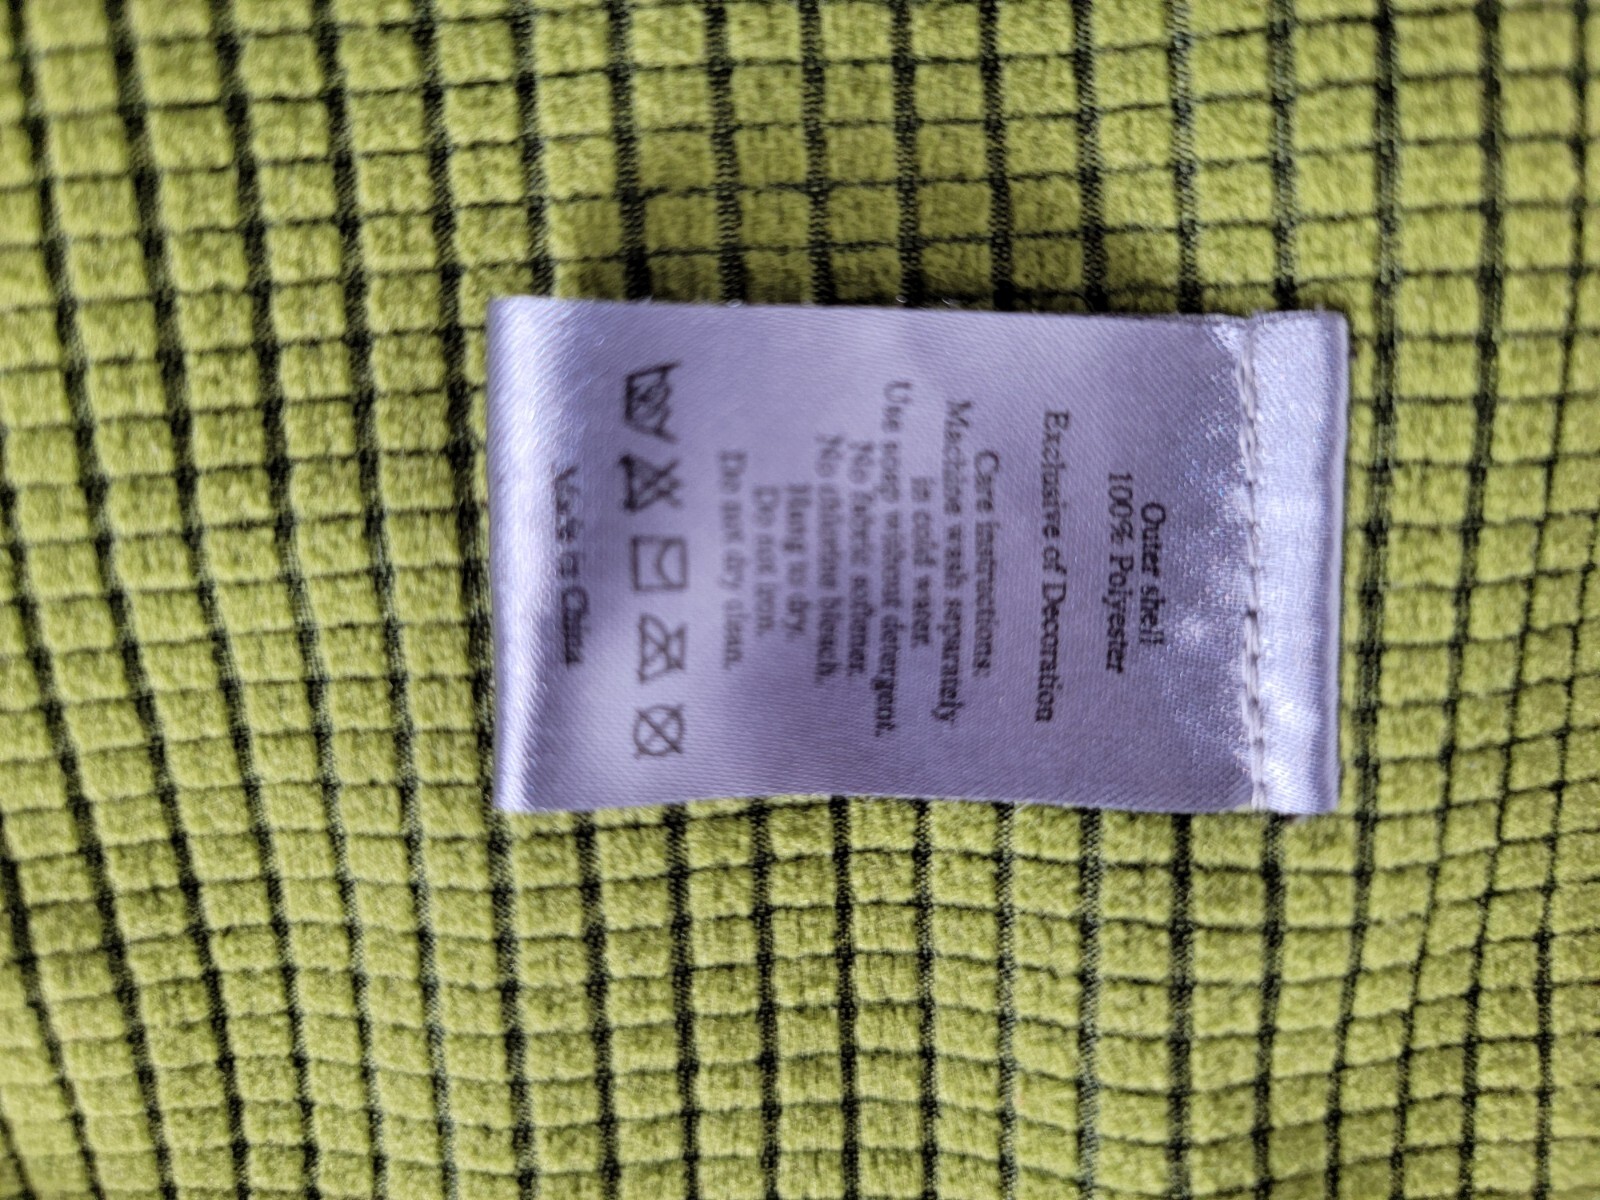 Outer shell
100% Polyester
Exclusive of Decoration
Care instructions:
Machine wash separately
in cold water.
Use soap without detergent.
No fabric softner.
No chlorine bleach.
Hang to dry.
Do not iron.
Do not dry clean.
Made in China